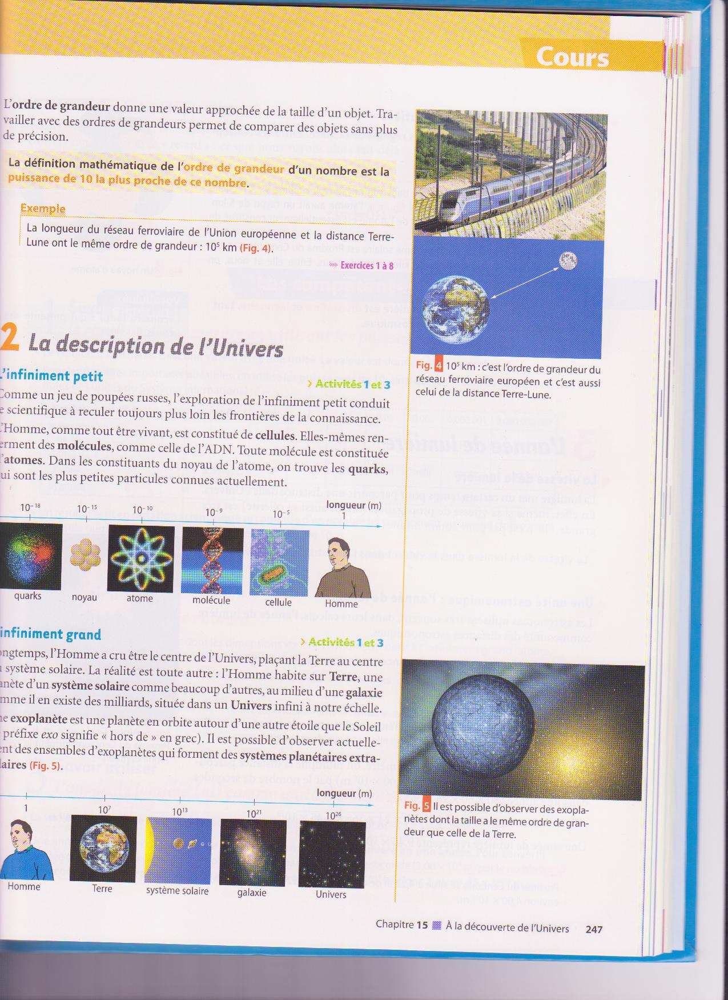 Cours
L'ordre de grandeur donne une valeur approchée de la taille d'un objet. Tra-
vailler avec des ordres de grandeurs permet de comparer des objets sans plus
de précision.
La définition mathématique de l'ordre de grandeur d'un nombre est la
puissance de 10 la plus proche de ce nombre.
Exemple
La longueur du réseau ferroviaire de l'Union européenne et la distance Terre-
Lune ont le même ordre de grandeur : 10⁵ km (Fig. 4).
Exercices 1 à 8
Fig. 4 10⁵ km : c'est l'ordre de grandeur du
réseau ferroviaire européen et c'est aussi
celui de la distance Terre-Lune.
2 La description de l'Univers
'infiniment petit
> Activités 1 et 3
Comme un jeu de poupées russes, l'exploration de l'infiniment petit conduit
e scientifique à reculer toujours plus loin les frontières de la connaissance.
L'Homme, comme tout être vivant, est constitué de cellules. Elles-mêmes ren-
erment des molécules, comme celle de l'ADN. Toute molécule est constituée
d'atomes. Dans les constituants du noyau de l'atome, on trouve les quarks,
ui sont les plus petites particules connues actuellement.
10⁻¹⁸ 10⁻¹⁵ 10⁻¹⁰ 10⁻⁹ 10⁻⁵ 1 longueur (m)
quarks noyau atome molécule cellule Homme
infiniment grand
> Activités 1 et 3
ongtemps, l'Homme a cru être le centre de l'Univers, plaçant la Terre au centre
u système solaire. La réalité est toute autre : l'Homme habite sur Terre, une
anète d'un système solaire comme beaucoup d'autres, au milieu d'une galaxie
mme il en existe des milliards, située dans un Univers infini à notre échelle.
ne exoplanète est une planète en orbite autour d'une autre étoile que le Soleil
préfixe exo signifie « hors de » en grec). Il est possible d'observer actuelle-
ent des ensembles d'exoplanètes qui forment des systèmes planétaires extra-
laires (Fig. 5).
longueur (m)
1 10⁷ 10¹³ 10²¹ 10²⁶
Homme Terre système solaire galaxie Univers
Fig. 5 Il est possible d'observer des exopla-
nètes dont la taille a le même ordre de gran-
deur que celle de la Terre.
Chapitre 15 À la découverte de l'Univers 247